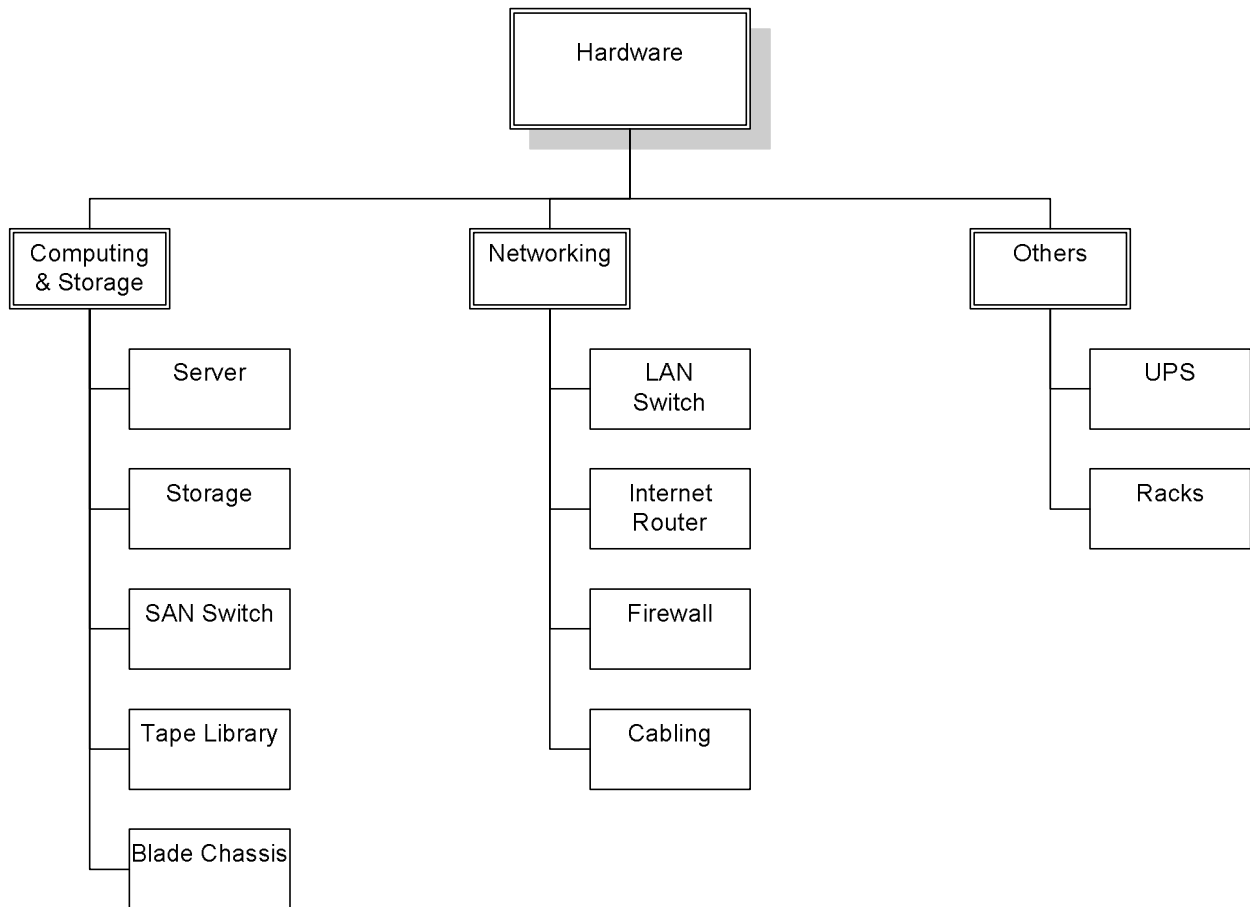 Hardware
Computing
& Storage
Networking
Others
Server
Storage
SAN Switch
Tape Library
Blade Chassis
LAN
Switch
Internet
Router
Firewall
Cabling
UPS
Racks